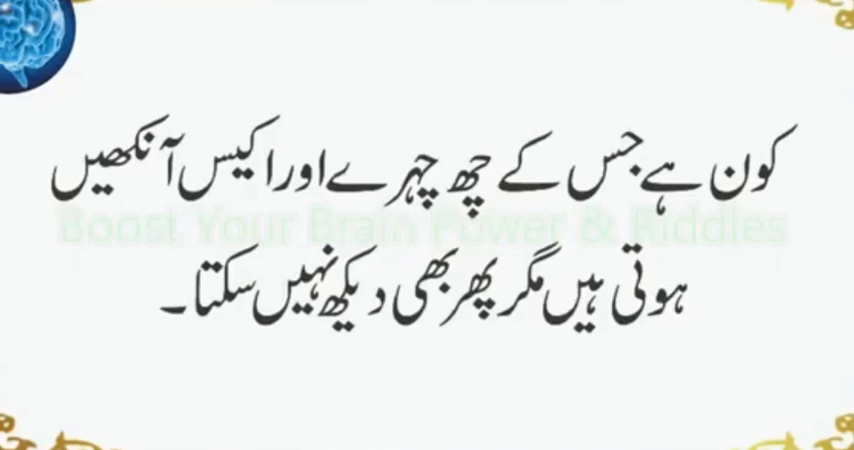 کون ہے جس کے چھ چہرے اور اکیس آنکھیں
Boost Your Brain Power & Riddles
ہوتی ہیں مگر پھر بھی دیکھ نہیں سکتا۔